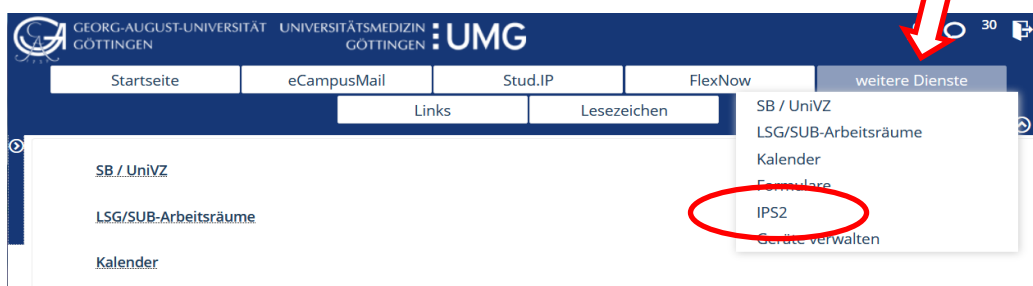 GEORG-AUGUST-UNIVERSITÄT GÖTTINGEN
UNIVERSITÄTSMEDIZIN GÖTTINGEN
UMG
30
Startseite
eCampusMail
Stud.IP
FlexNow
weitere Dienste
Links
Lesezeichen
SB / UniVZ
LSG/SUB-Arbeitsräume
Kalender
Formulare
IPS2
Geräte verwalten
SB / UniVZ
LSG/SUB-Arbeitsräume
Kalender